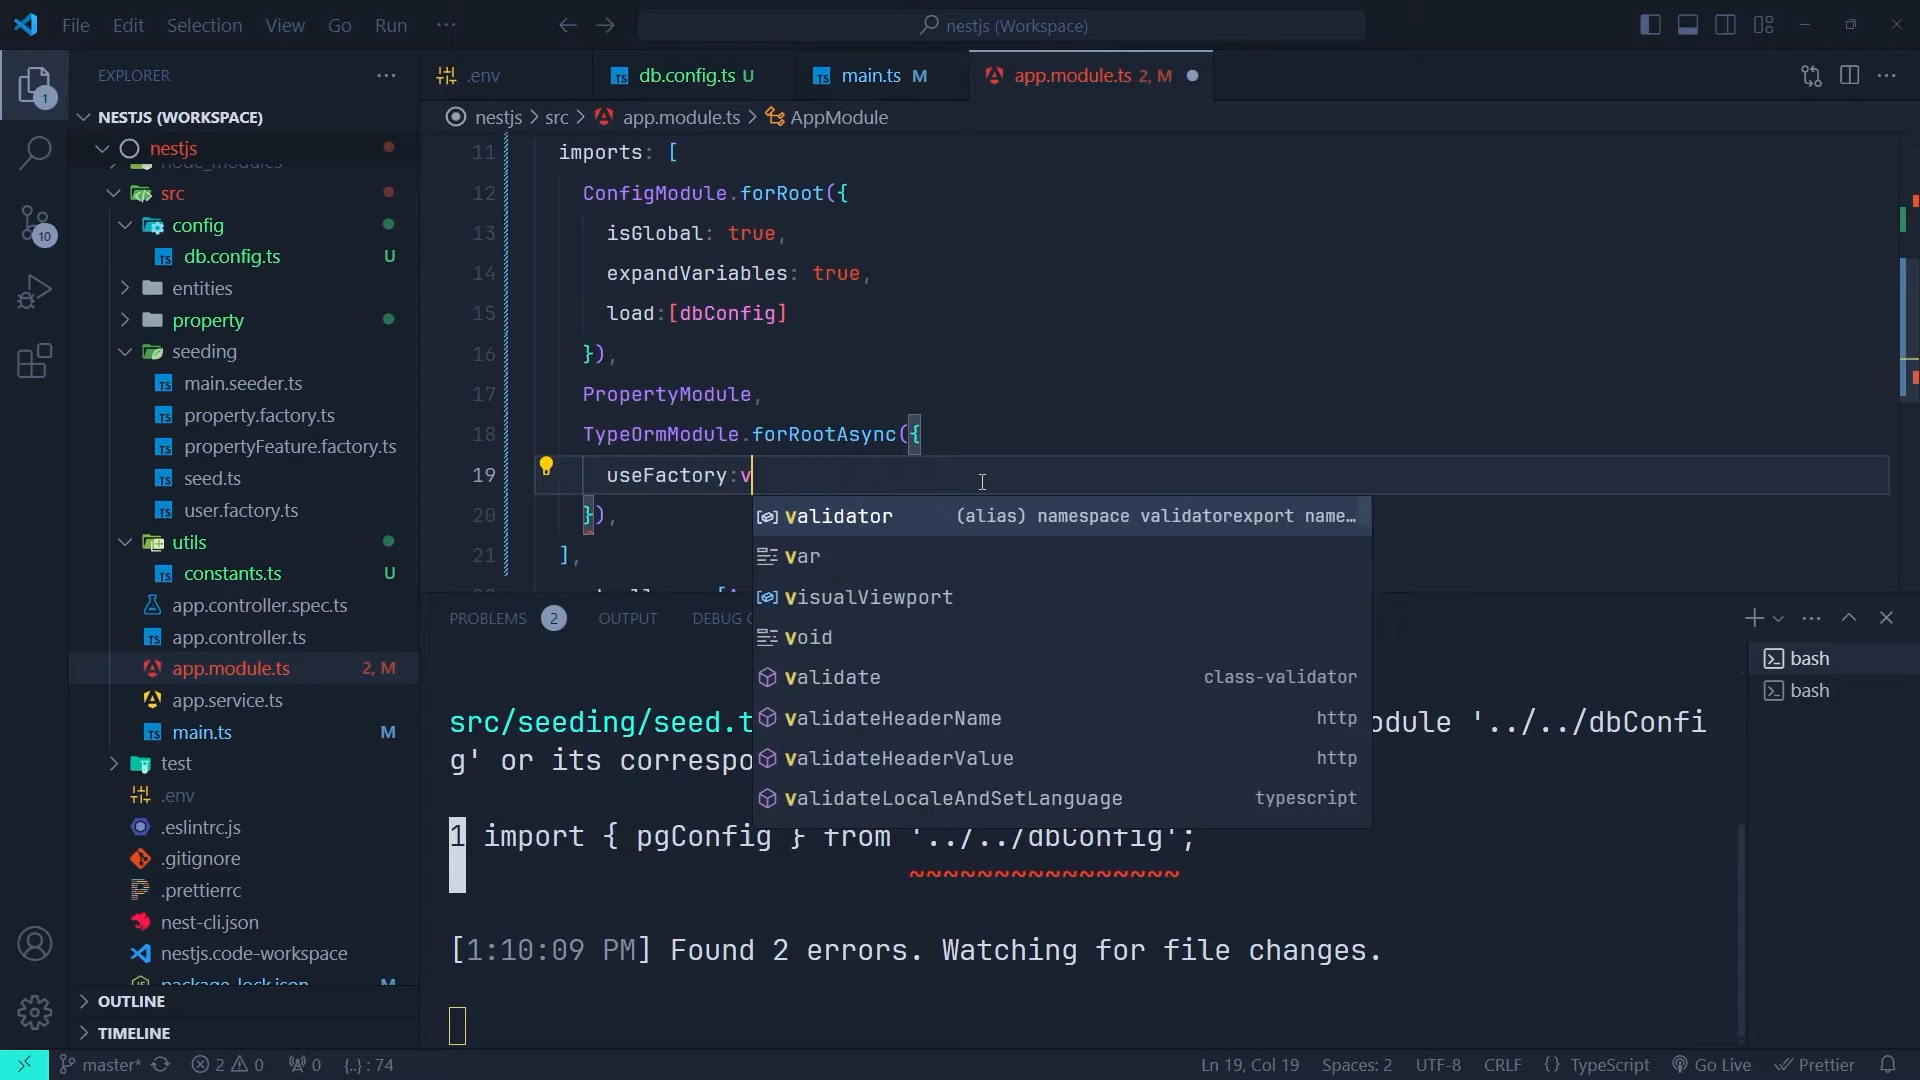 File Edit Selection View Go Run ···
nestjs (Workspace)
EXPLORER
NESTJS (WORKSPACE)
nestjs
node_modules
src
config
db.config.ts U
entities
property
seeding
main.seeder.ts
property.factory.ts
propertyFeature.factory.ts
seed.ts
user.factory.ts
utils
constants.ts U
app.controller.spec.ts
app.controller.ts
app.module.ts 2, M
app.service.ts
main.ts M
test
.env
.eslintrc.js
.gitignore
.prettierrc
nest-cli.json
nestjs.code-workspace
package-lock.json M
OUTLINE
TIMELINE
1
10
.env db.config.ts U main.ts M app.module.ts 2, M
nestjs > src > app.module.ts > AppModule
11 imports: [
12 ConfigModule.forRoot({
13 isGlobal: true,
14 expandVariables: true,
15 load:[dbConfig]
16 }),
17 PropertyModule,
18 TypeOrmModule.forRootAsync({
19 useFactory:v
20 }),
21 ],
validator (alias) namespace validatorexport name…
var
visualViewport
void
validate class-validator
validateHeaderName http
validateHeaderValue http
validateLocaleAndSetLanguage typescript
PROBLEMS 2 OUTPUT DEBUG
bash
bash
src/seeding/seed.t odule '../../dbConfi
g' or its correspo
1 import { pgConfig } from '../../dbConfig';
~~~~~~~~~~~~~~~~
[1:10:09 PM] Found 2 errors. Watching for file changes.
master* 2 0 0 {..} : 74 Ln 19, Col 19 Spaces: 2 UTF-8 CRLF {} TypeScript Go Live Prettier